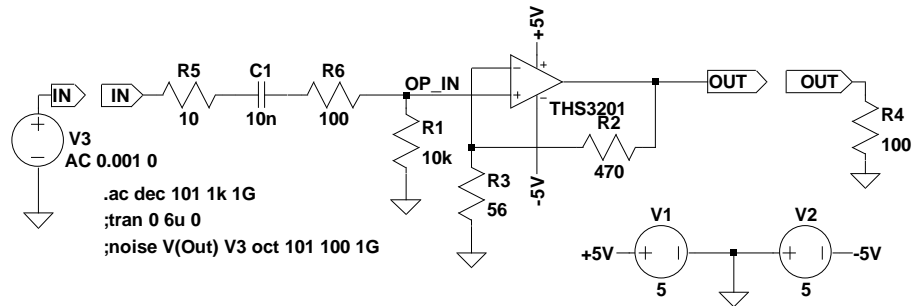 +5V
IN
IN
R5
10
C1
10n
R6
100
OP_IN
R1
10k
THS3201
R2
470
-5V
R3
56
OUT
OUT
R4
100
V3
AC 0.001 0
.ac dec 101 1k 1G
;tran 0 6u 0
;noise V(Out) V3 oct 101 100 1G
V1
+5V
5
V2
-5V
5